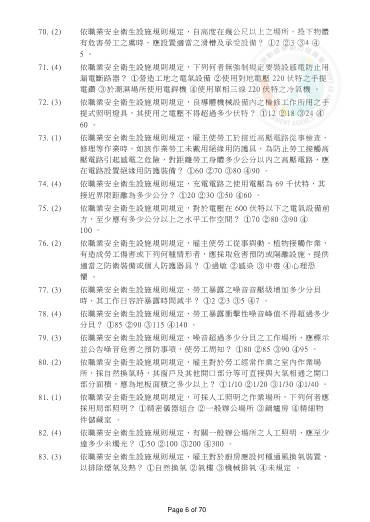 70. (2) 依職業安全衛生設施規則規定，自高度在幾公尺以上之場所，投下物體
有危害勞工之虞時，應設置適當之滑槽及承受設備？ ①2 ②3 ③4 ④
5 。
71. (4) 依職業安全衛生設施規則規定，下列何者無強制規定要裝設感電防止用
漏電斷路器？ ①營造工地之電氣設備 ②使用對地電壓 220 伏特之手提
電鑽 ③於潮濕場所使用電銲機 ④使用單相三線 220 伏特之冷氣機 。
72. (3) 依職業安全衛生設施規則規定，良導體機械設備內之檢修工作所用之手
提式照明燈具，其使用之電壓不得超過多少伏特？ ①12 ②18 ③24 ④
60 。
73. (1) 依職業安全衛生設施規則規定，雇主使勞工於接近高壓電路從事檢查、
修理等作業時，如該作業勞工未戴用絕緣用防護具，為防止勞工接觸高
壓電路引起感電之危險，對距離勞工身體多少公分以內之高壓電路，應
在電路設置絕緣用防護裝備？ ①60 ②70 ③80 ④90 。
74. (4) 依職業安全衛生設施規則規定，充電電路之使用電壓為 69 千伏特，其
接近界限距離為多少公分？ ①20 ②30 ③50 ④60 。
75. (2) 依職業安全衛生設施規則規定，對於電壓在 600 伏特以下之電氣設備前
方，至少應有多少公分以上之水平工作空間？ ①70 ②80 ③90 ④
100 。
76. (2) 依職業安全衛生設施規則規定，雇主使勞工從事與動、植物接觸作業，
有造成勞工傷害或下列何種情形者，應採取危害預防或隔離設施、提供
適當之防衛裝備或個人防護器具？ ①過敏 ②感染 ③中毒 ④心理恐
懼 。
77. (3) 依職業安全衛生設施規則規定，勞工暴露之噪音音壓級增加多少分貝
時，其工作日容許暴露時間減半？ ①2 ②3 ③5 ④7 。
78. (4) 依職業安全衛生設施規則規定，勞工暴露衝擊性噪音峰值不得超過多少
分貝？ ①85 ②90 ③115 ④140 。
79. (3) 依職業安全衛生設施規則規定，噪音超過多少分貝之工作場所，應標示
並公告噪音危害之預防事項，使勞工周知？ ①80 ②85 ③90 ④95 。
80. (2) 依職業安全衛生設施規則規定，雇主對於勞工經常作業之室內作業場
所，採自然換氣時，其窗戶及其他開口部分等可直接與大氣相通之開口
部分面積，應為地板面積之多少以上？ ①1/10 ②1/20 ③1/30 ④1/40 。
81. (1) 依職業安全衛生設施規則規定，可採人工照明之作業場所，下列何者應
採用局部照明？ ①精密儀器組合 ②一般辦公場所 ③鍋爐房 ④精細物
件儲藏室 。
82. (4) 依職業安全衛生設施規則規定，有關一般辦公場所之人工照明，應至少
達多少米燭光？ ①50 ②100 ③200 ④300 。
83. (3) 依職業安全衛生設施規則規定，雇主對於廚房應設何種通風換氣裝置，
以排除煙氣及熱？ ①自然換氣 ②氣樓 ③機械排氣 ④未規定 。
Page 6 of 70